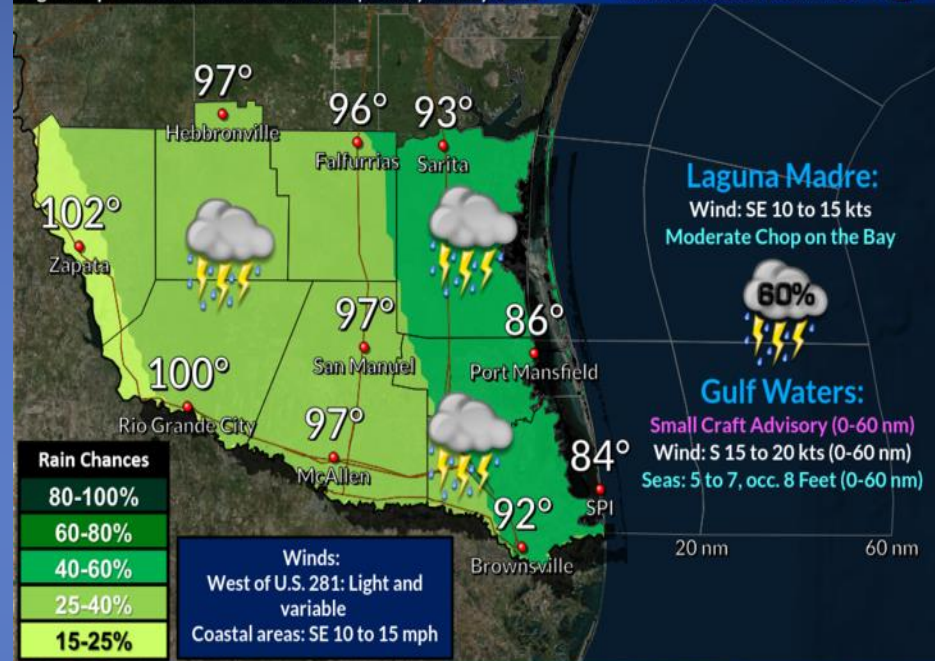 97°
Hebbronville
96°
Falfurrias
93°
Sarita
102°
Zapata
97°
San Manuel
86°
Port Mansfield
100°
Rio Grande City
97°
McAllen
84°
SPI
92°
Brownsville
Laguna Madre:
Wind: SE 10 to 15 kts
Moderate Chop on the Bay
60%
Gulf Waters:
Small Craft Advisory (0-60 nm)
Wind: S 15 to 20 kts (0-60 nm)
Seas: 5 to 7, occ. 8 Feet (0-60 nm)
20 nm
60 nm
Rain Chances
80-100%
60-80%
40-60%
25-40%
15-25%
Winds:
West of U.S. 281: Light and
variable
Coastal areas: SE 10 to 15 mph